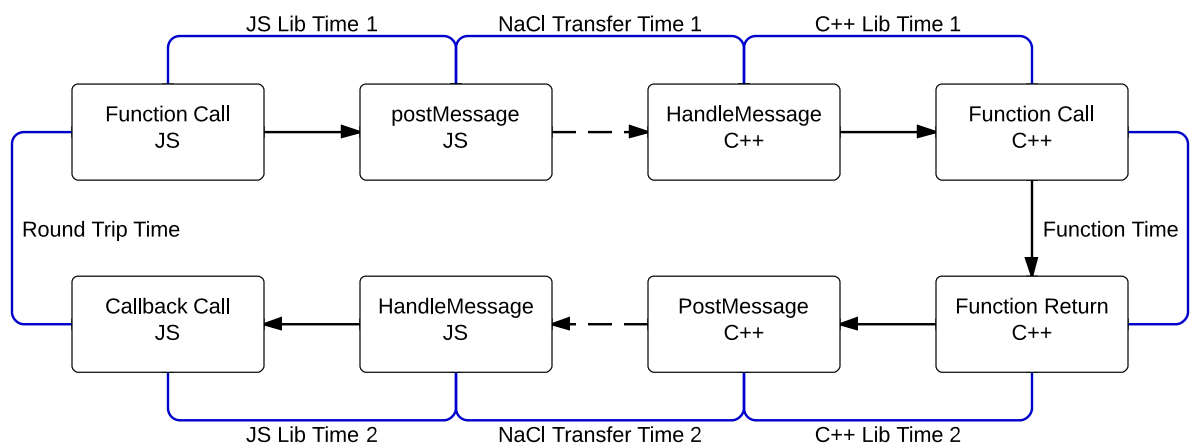 JS Lib Time 1
NaCl Transfer Time 1
C++ Lib Time 1
Function Call
JS
postMessage
JS
HandleMessage
C++
Function Call
C++
Round Trip Time
Function Time
Callback Call
JS
HandleMessage
JS
PostMessage
C++
Function Return
C++
JS Lib Time 2
NaCl Transfer Time 2
C++ Lib Time 2